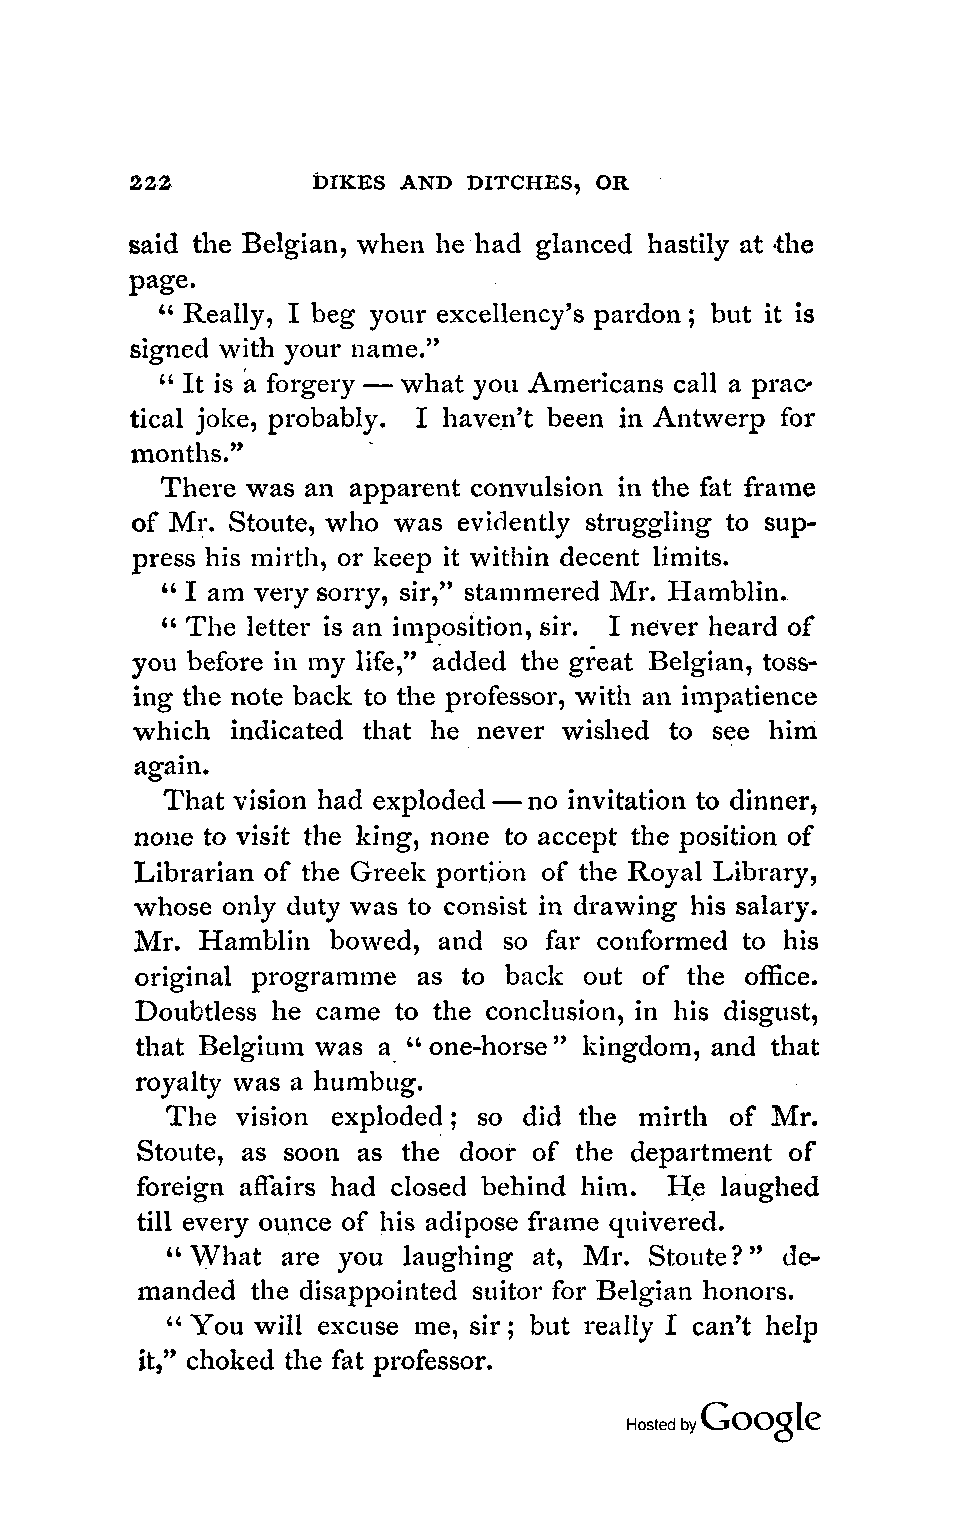 222 DIKES AND DITCHES, OR
said the Belgian, when he had glanced hastily at the
page.
“Really, I beg your excellency’s pardon; but it is
signed with your name.”
“It is a forgery — what you Americans call a prac-
tical joke, probably. I haven’t been in Antwerp for
months.”
There was an apparent convulsion in the fat frame
of Mr. Stoute, who was evidently struggling to sup-
press his mirth, or keep it within decent limits.
“I am very sorry, sir,” stammered Mr. Hamblin.
“The letter is an imposition, sir. I never heard of
you before in my life,” added the great Belgian, toss-
ing the note back to the professor, with an impatience
which indicated that he never wished to see him
again.
That vision had exploded — no invitation to dinner,
none to visit the king, none to accept the position of
Librarian of the Greek portion of the Royal Library,
whose only duty was to consist in drawing his salary.
Mr. Hamblin bowed, and so far conformed to his
original programme as to back out of the office.
Doubtless he came to the conclusion, in his disgust,
that Belgium was a “one-horse” kingdom, and that
royalty was a humbug.
The vision exploded; so did the mirth of Mr.
Stoute, as soon as the door of the department of
foreign affairs had closed behind him. He laughed
till every ounce of his adipose frame quivered.
“What are you laughing at, Mr. Stoute?” de-
manded the disappointed suitor for Belgian honors.
“You will excuse me, sir; but really I can’t help
it,” choked the fat professor.
Hosted by Google